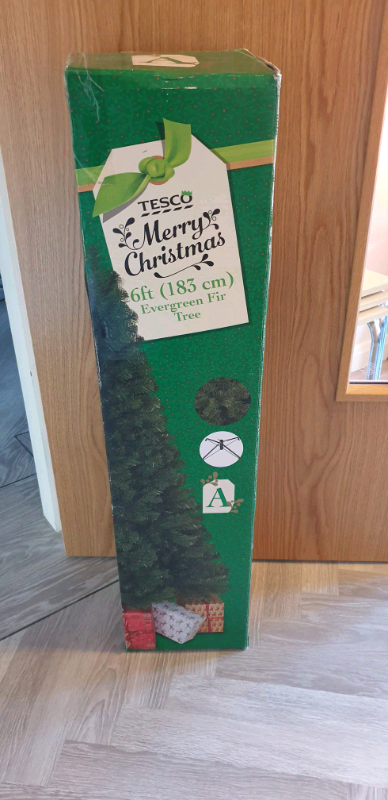 A
TESCO
Merry
Christmas
6ft (183 cm)
Evergreen Fir
Tree
A